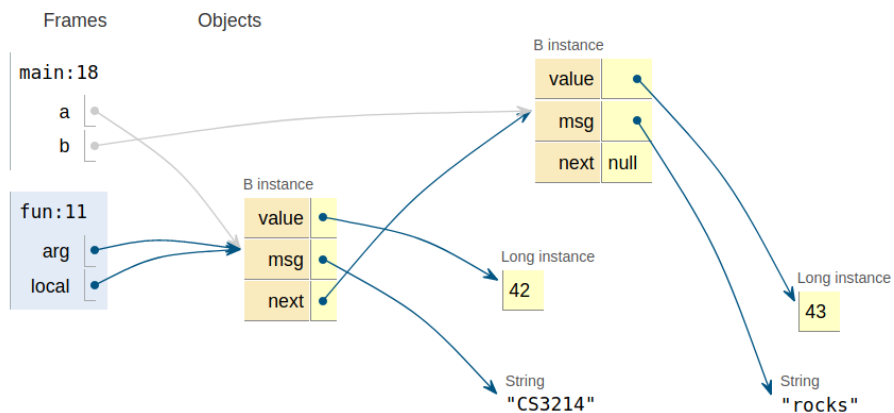 Frames Objects
main:18
a
b
fun:11
arg
local
B instance
value
msg
next
B instance
value
msg
next null
Long instance
42
Long instance
43
String
"CS3214"
String
"rocks"